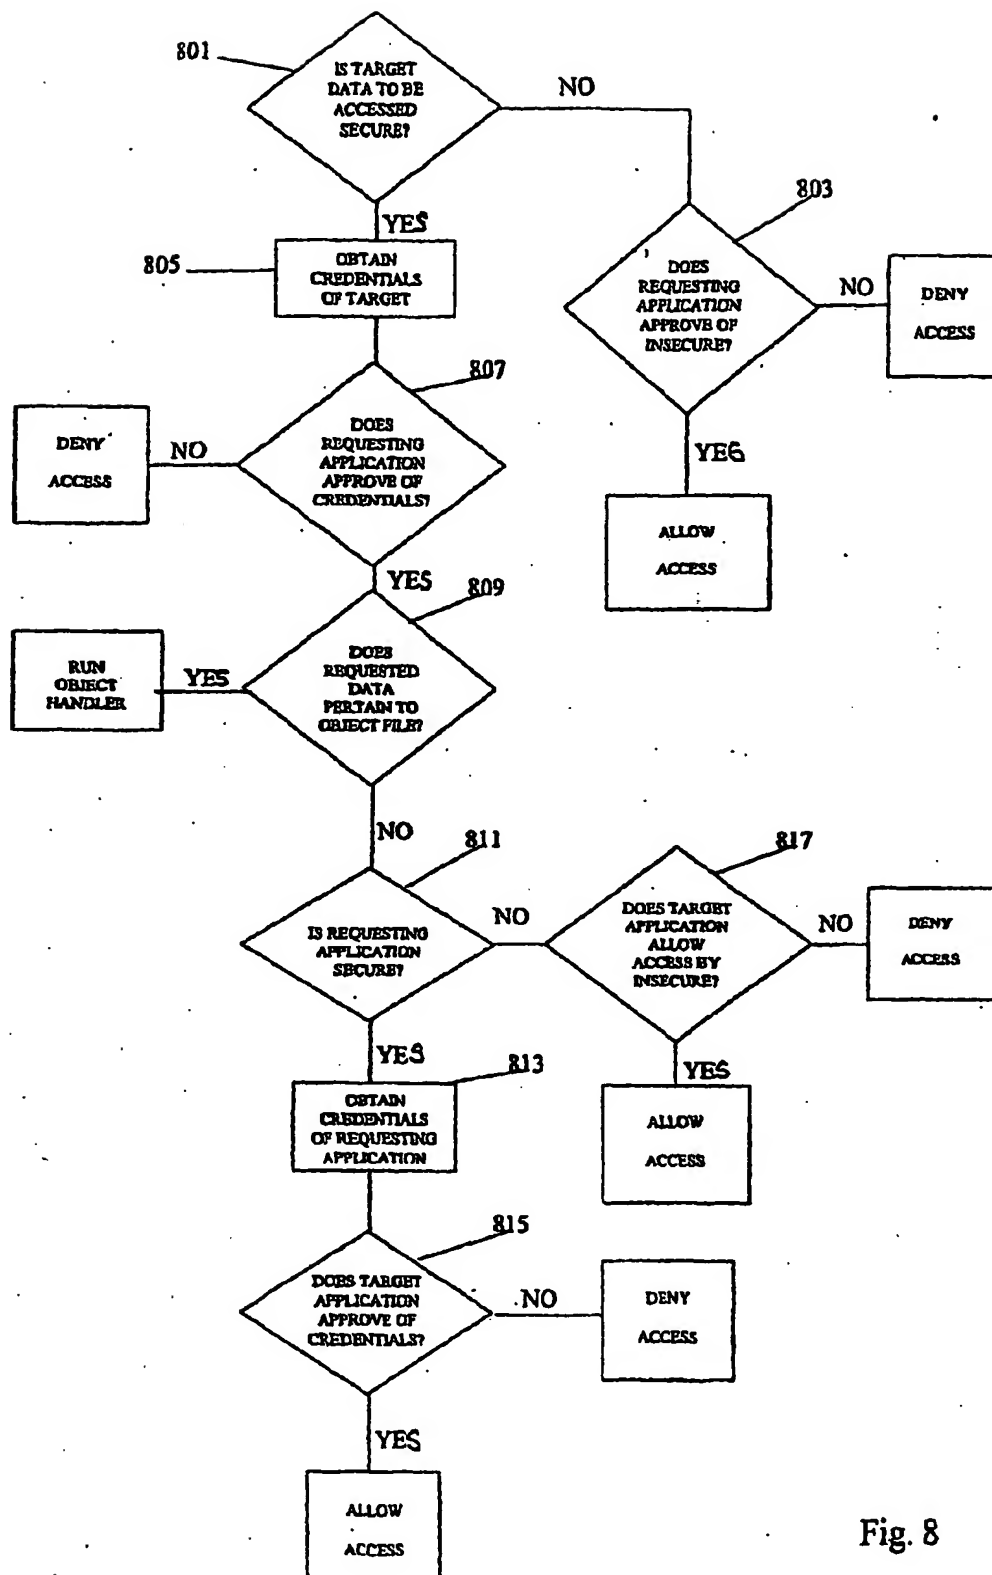 801
IS TARGET
DATA TO BE
ACCESSED
SECURE?
NO
YES
803
DOES
REQUESTING
APPLICATION
APPROVE OF
INSECURE?
NO
DENY
ACCESS
YES
ALLOW
ACCESS
805
OBTAIN
CREDENTIALS
OF TARGET
807
DOES
REQUESTING
APPLICATION
APPROVE OF
CREDENTIALS?
NO
DENY
ACCESS
YES
809
DOES
REQUESTED
DATA
PERTAIN TO
OBJECT FILE?
YES
RUN
OBJECT
HANDLER
NO
811
IS REQUESTING
APPLICATION
SECURE?
NO
817
DOES TARGET
APPLICATION
ALLOW
ACCESS BY
INSECURE?
NO
DENY
ACCESS
YES
ALLOW
ACCESS
YES
813
OBTAIN
CREDENTIALS
OF REQUESTING
APPLICATION
815
DOES TARGET
APPLICATION
APPROVE OF
CREDENTIALS?
NO
DENY
ACCESS
YES
ALLOW
ACCESS
Fig. 8